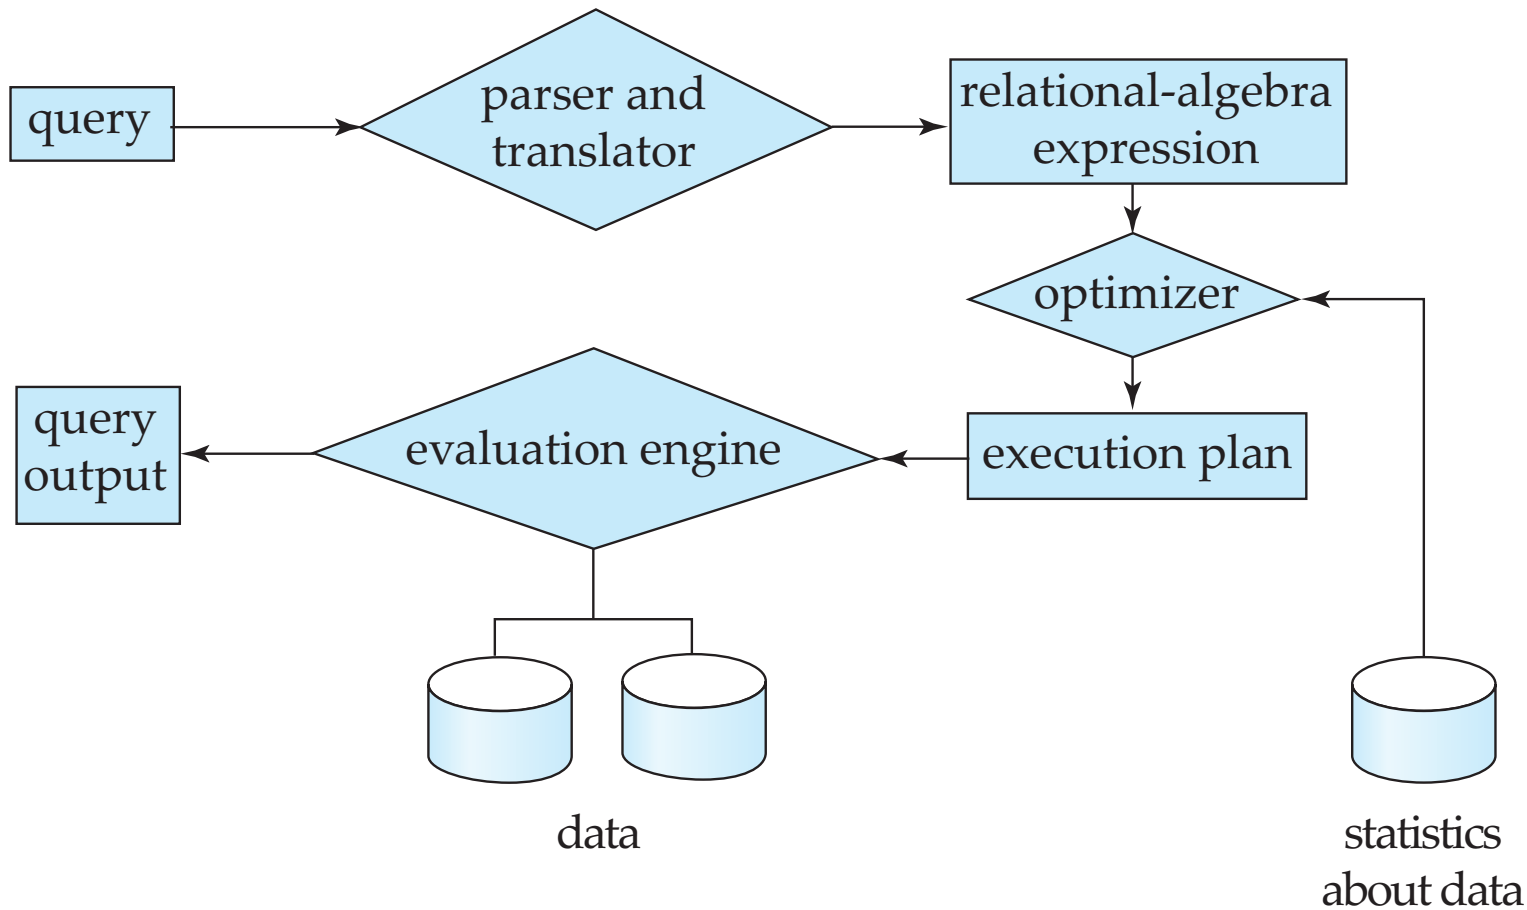 query
parser and
translator
relational-algebra
expression
optimizer
query
output
evaluation engine
execution plan
data
statistics
about data